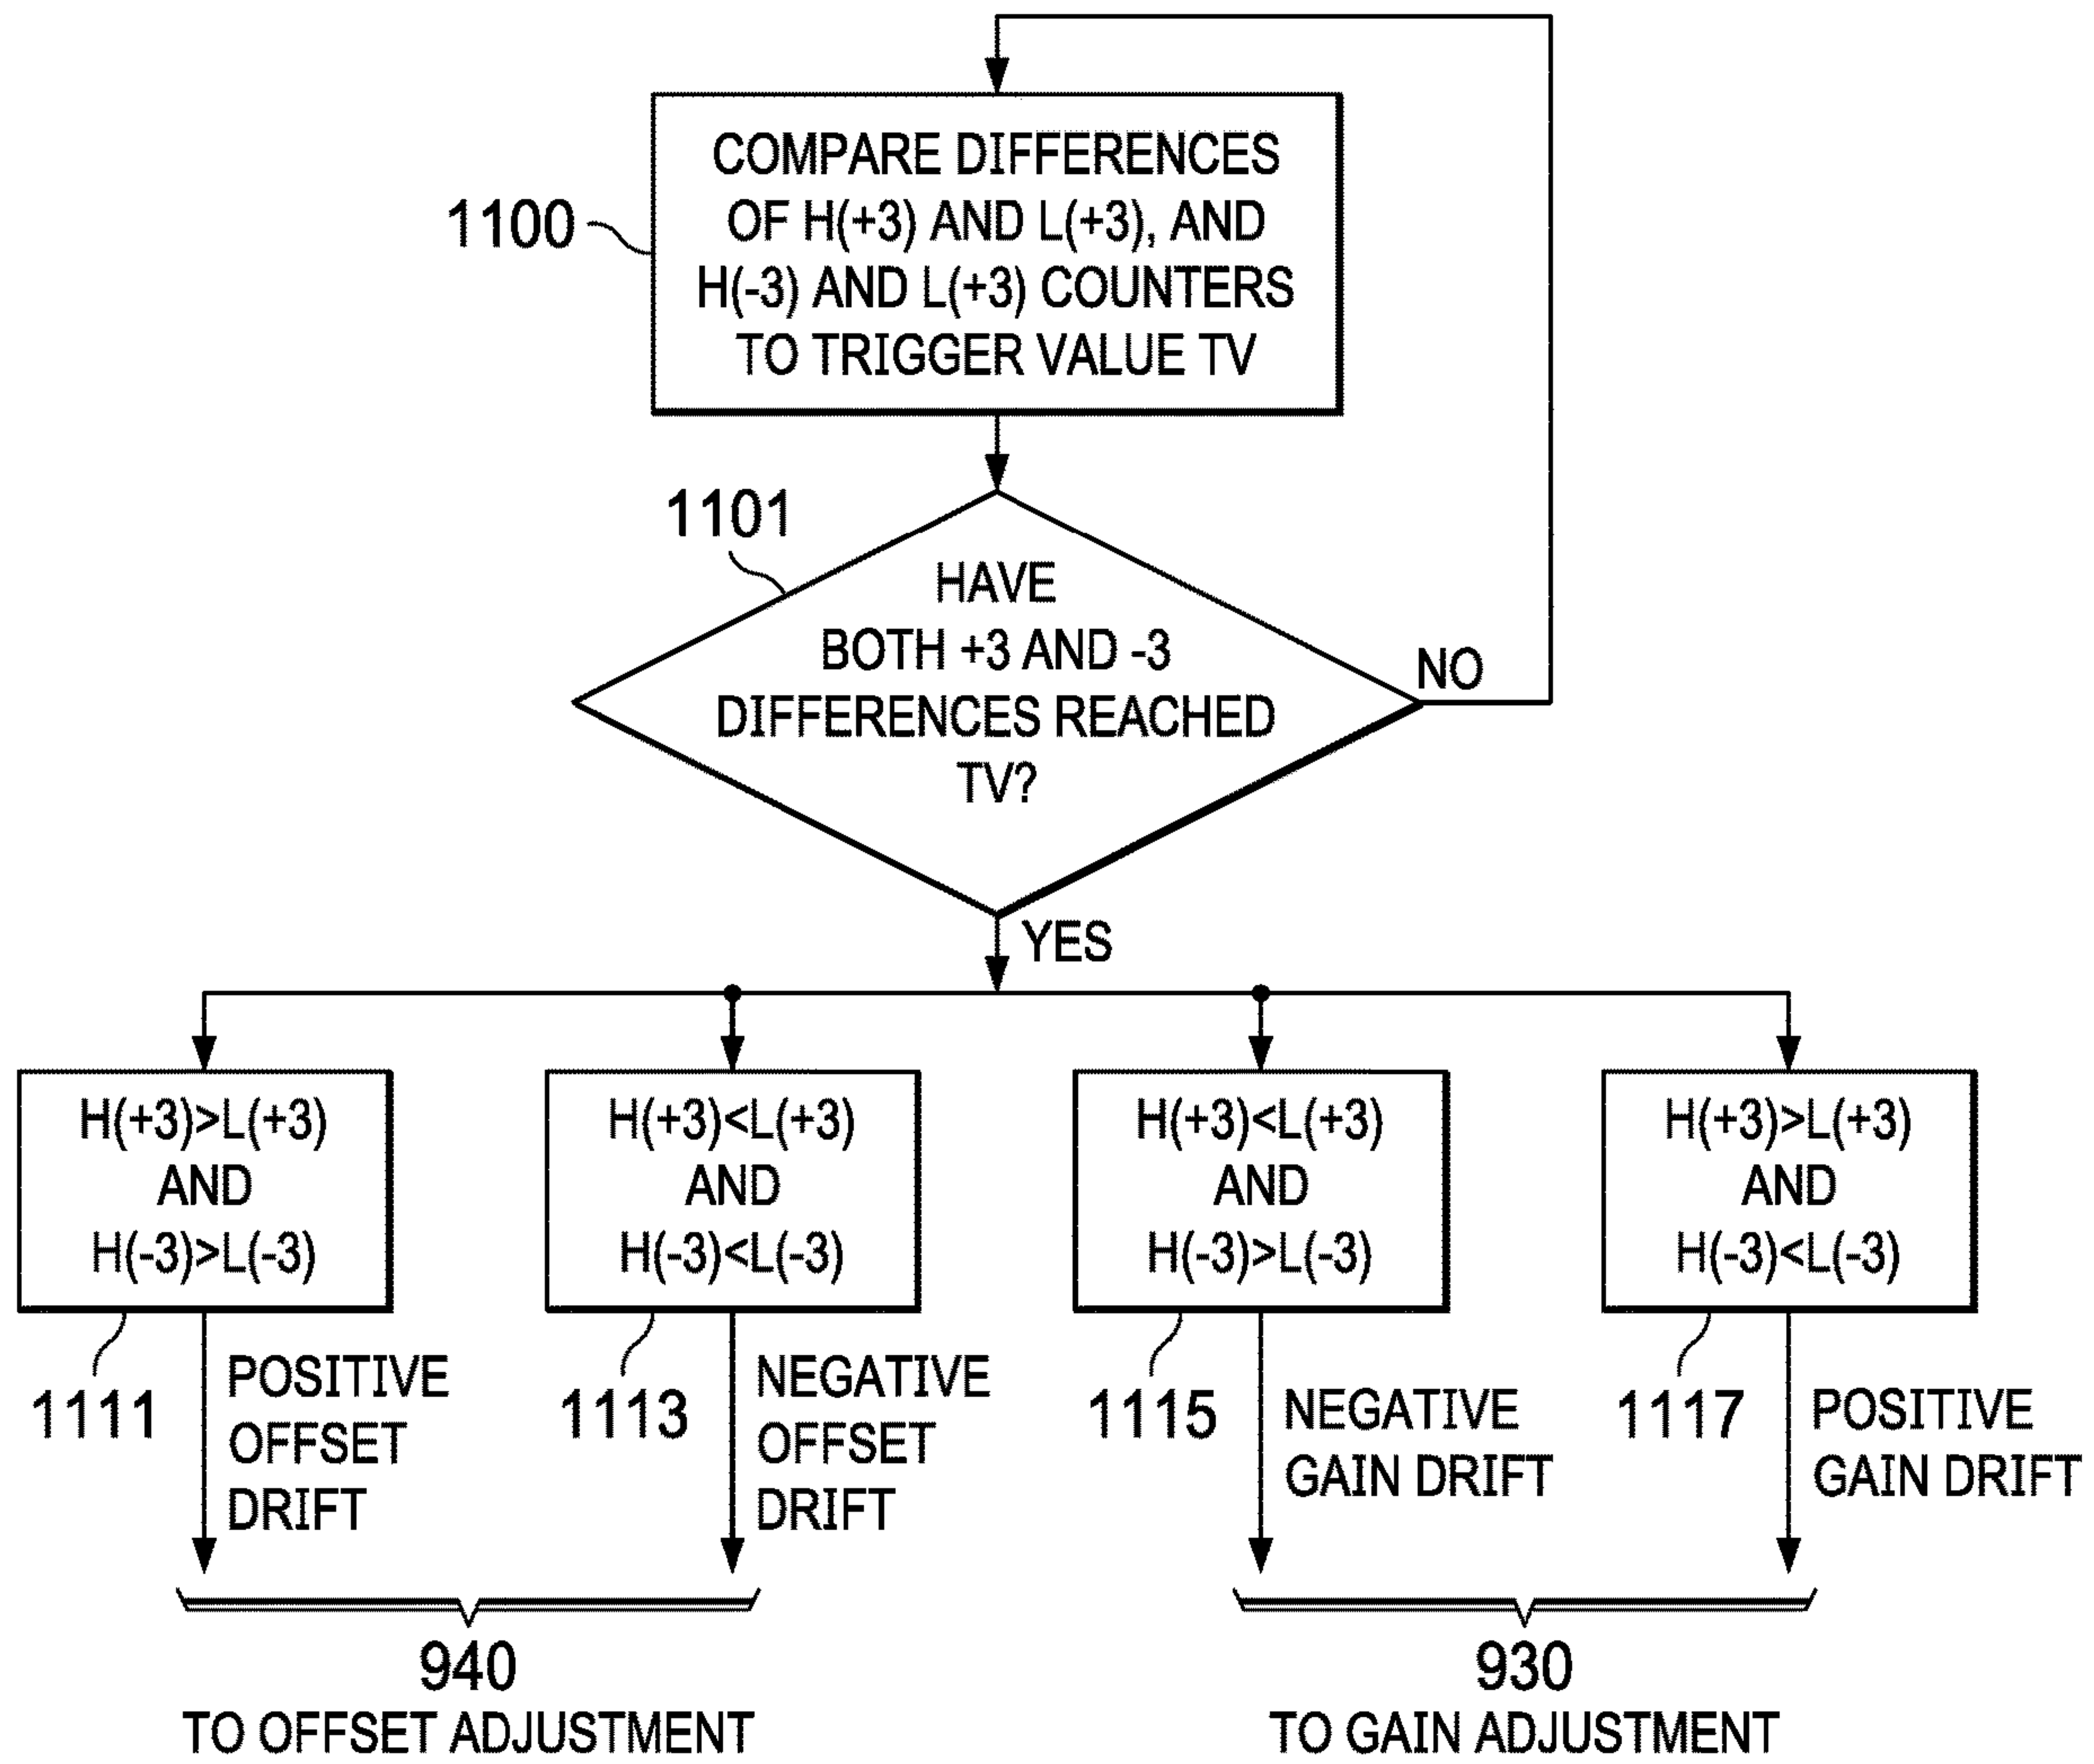 COMPARE DIFFERENCES
OF H(+3) AND L(+3), AND
H(-3) AND L(+3) COUNTERS
TO TRIGGER VALUE TV
1100
1101
HAVE
BOTH +3 AND -3
DIFFERENCES REACHED
TV?
NO
YES
H(+3)>L(+3)
AND
H(-3)>L(-3)
1111
POSITIVE
OFFSET
DRIFT
H(+3)<L(+3)
AND
H(-3)<L(-3)
1113
NEGATIVE
OFFSET
DRIFT
H(+3)<L(+3)
AND
H(-3)>L(-3)
1115
NEGATIVE
GAIN DRIFT
H(+3)>L(+3)
AND
H(-3)<L(-3)
1117
POSITIVE
GAIN DRIFT
940
TO OFFSET ADJUSTMENT
930
TO GAIN ADJUSTMENT